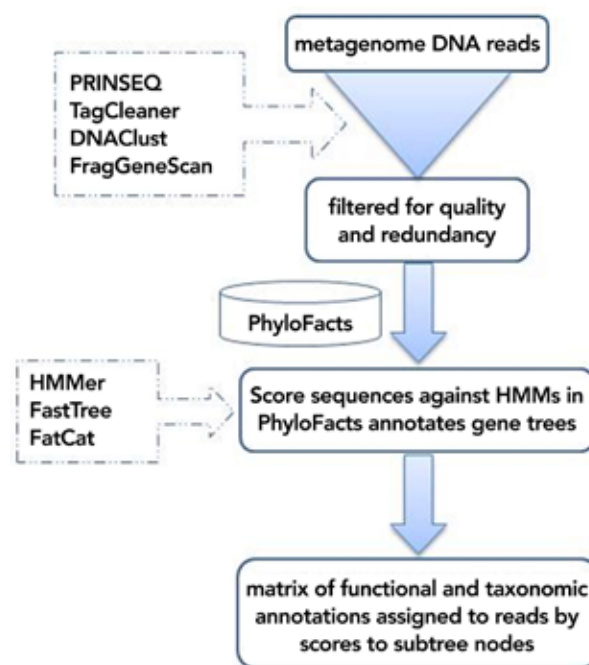 metagenome DNA reads
PRINSEQ
TagCleaner
DNAClust
FragGeneScan
filtered for quality
and redundancy
PhyloFacts
HMMer
FastTree
FatCat
Score sequences against HMMs in
PhyloFacts annotates gene trees
matrix of functional and taxonomic
annotations assigned to reads by
scores to subtree nodes